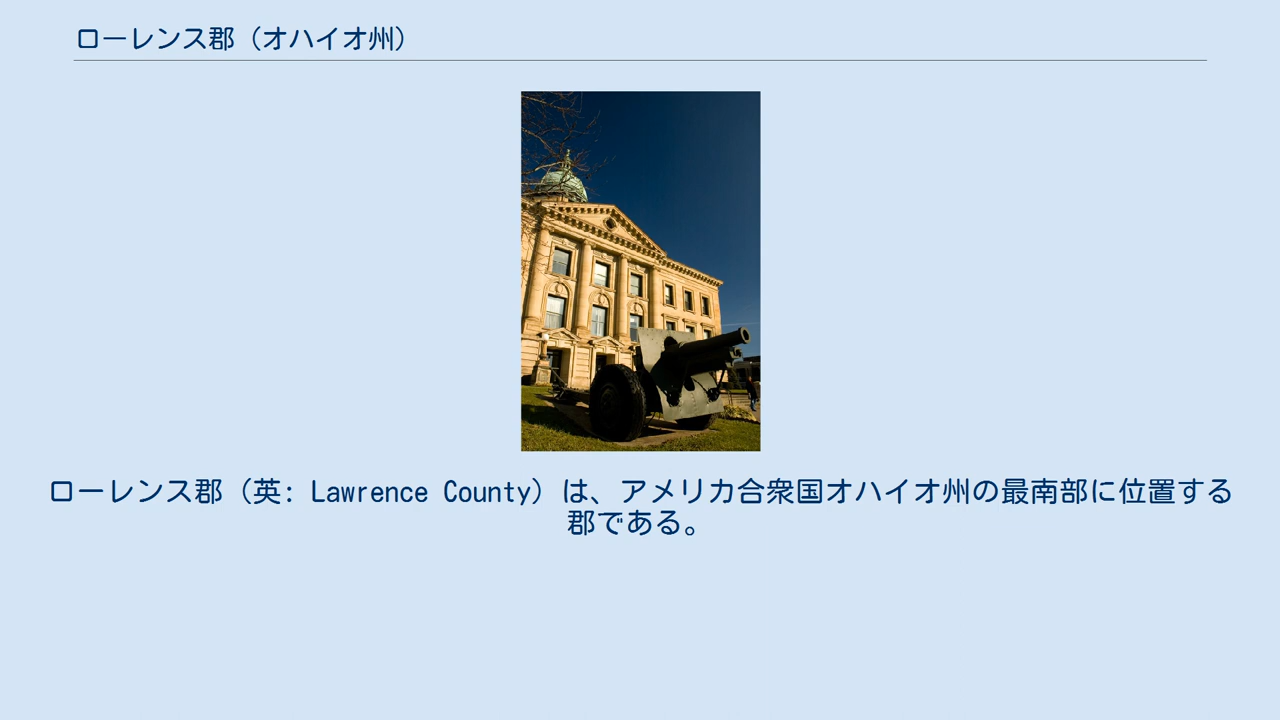 ローレンス郡（オハイオ州）
ローレンス郡（英: Lawrence County）は、アメリカ合衆国オハイオ州の最南部に位置する
郡である。